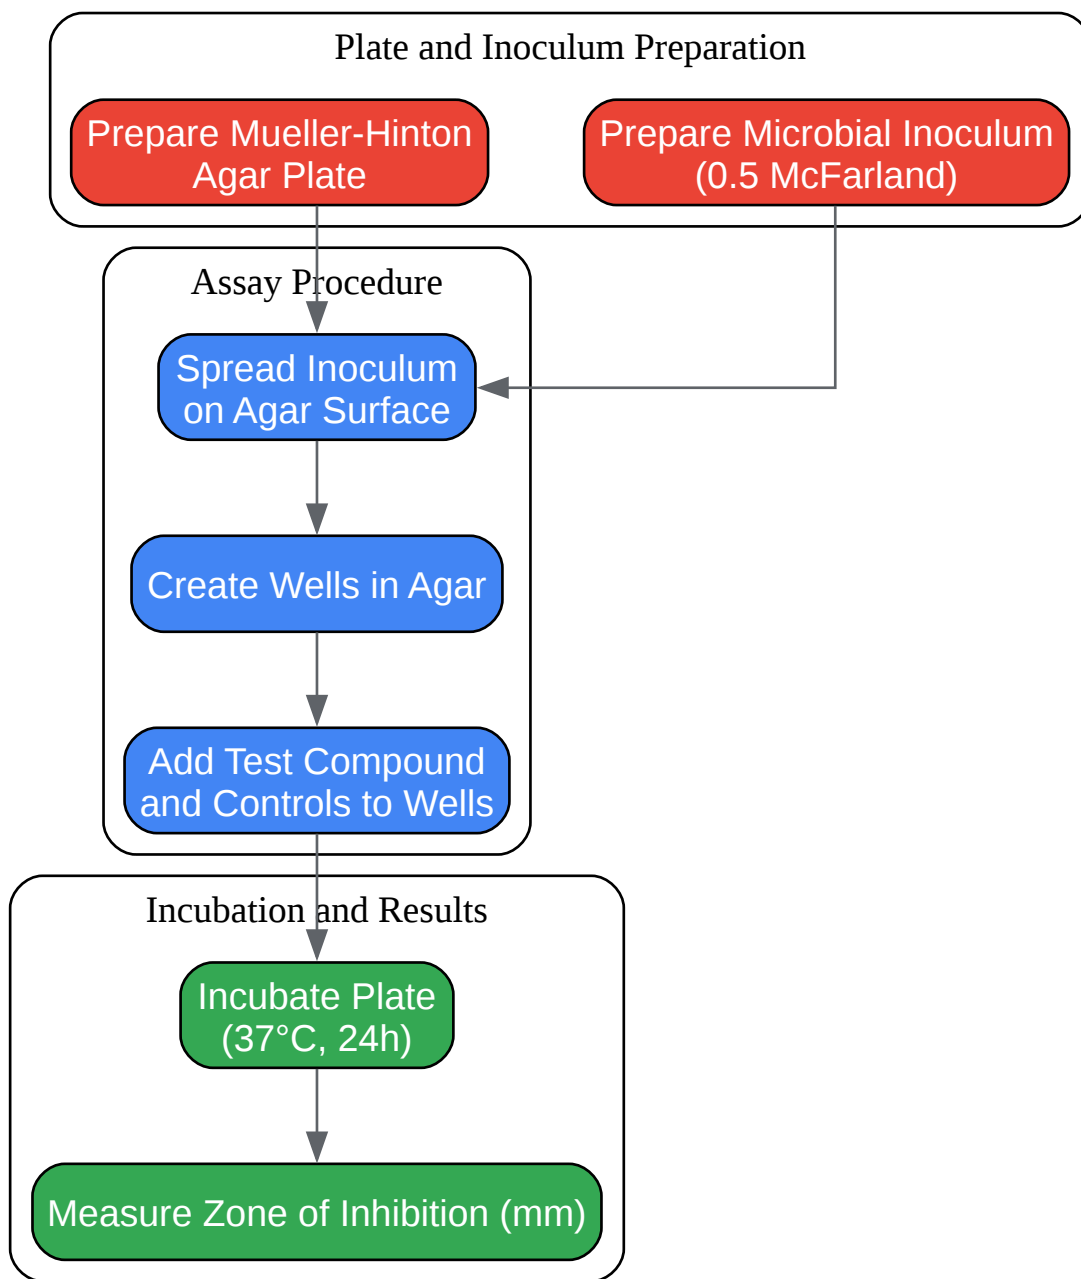 Plate and Inoculum Preparation
Prepare Mueller-Hinton
Agar Plate
Prepare Microbial Inoculum
(0.5 McFarland)
Assay Procedure
Spread Inoculum
on Agar Surface
Create Wells in Agar
Add Test Compound
and Controls to Wells
Incubation and Results
Incubate Plate
(37°C, 24h)
Measure Zone of Inhibition (mm)